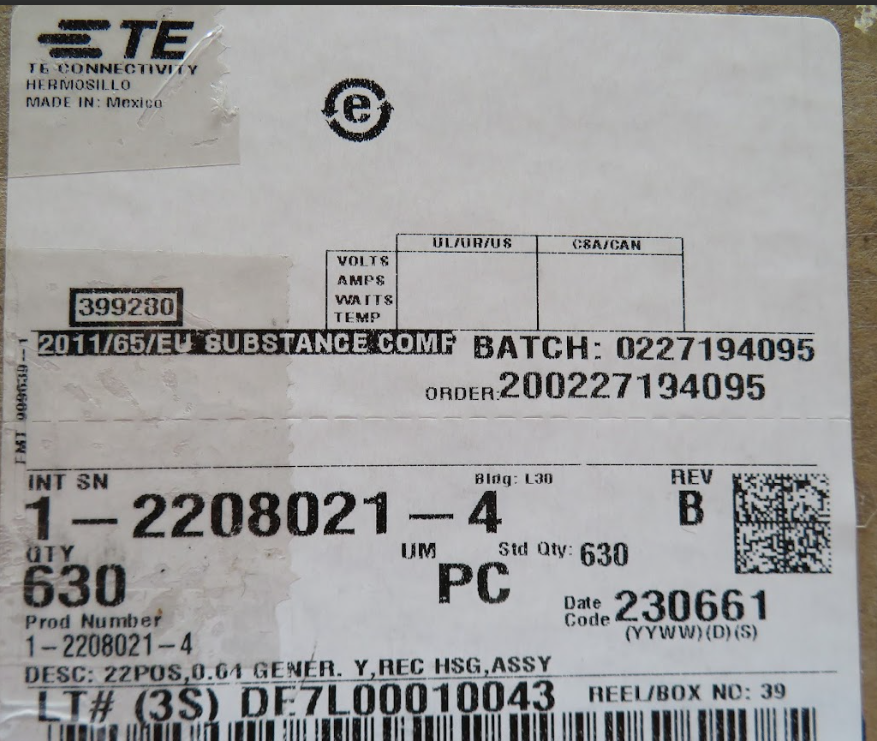 TE
TE CONNECTIVITY
HERMOSILLO
MADE IN: Mexico
e
UL/UR/US CSA/CAN
VOLTS
AMPS
WATTS
TEMP
399280
2011/65/EU SUBSTANCE COMP BATCH: 0227194095
ORDER:200227194095
INT SN Bldg: L30 REV
1-2208021-4 B
QTY UM Std Qty: 630
630 PC
Date Code 230661
(YYWW)(D)(S)
Prod Number
1-2208021-4
DESC: 22POS,0.64 GENER. Y,REC HSG,ASSY
LT# (3S) DE7L00010043 REEL/BOX NO: 39